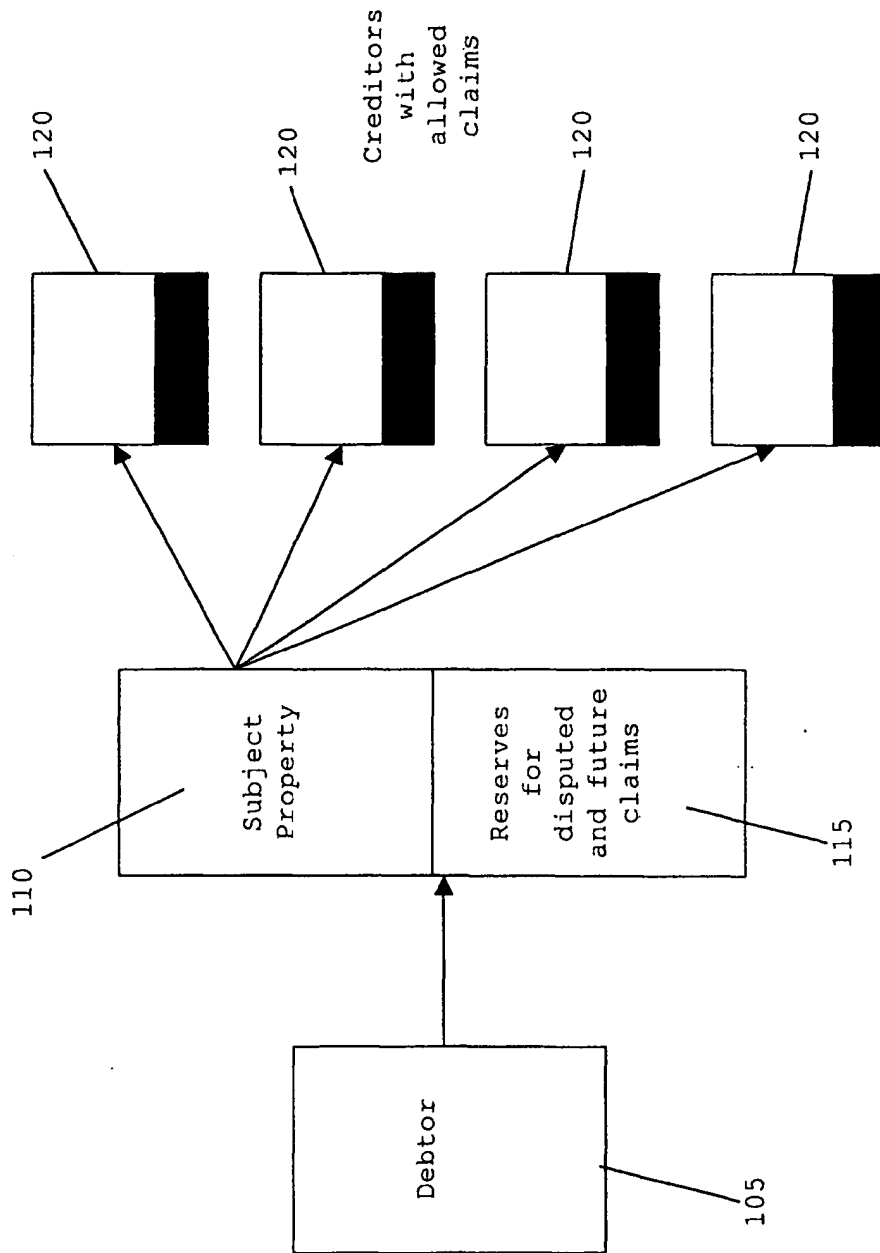 Debtor
105
110
Subject
Property
Reserves
for
disputed
and future
claims
115
120
120
Creditors
with
allowed
claims
120
120